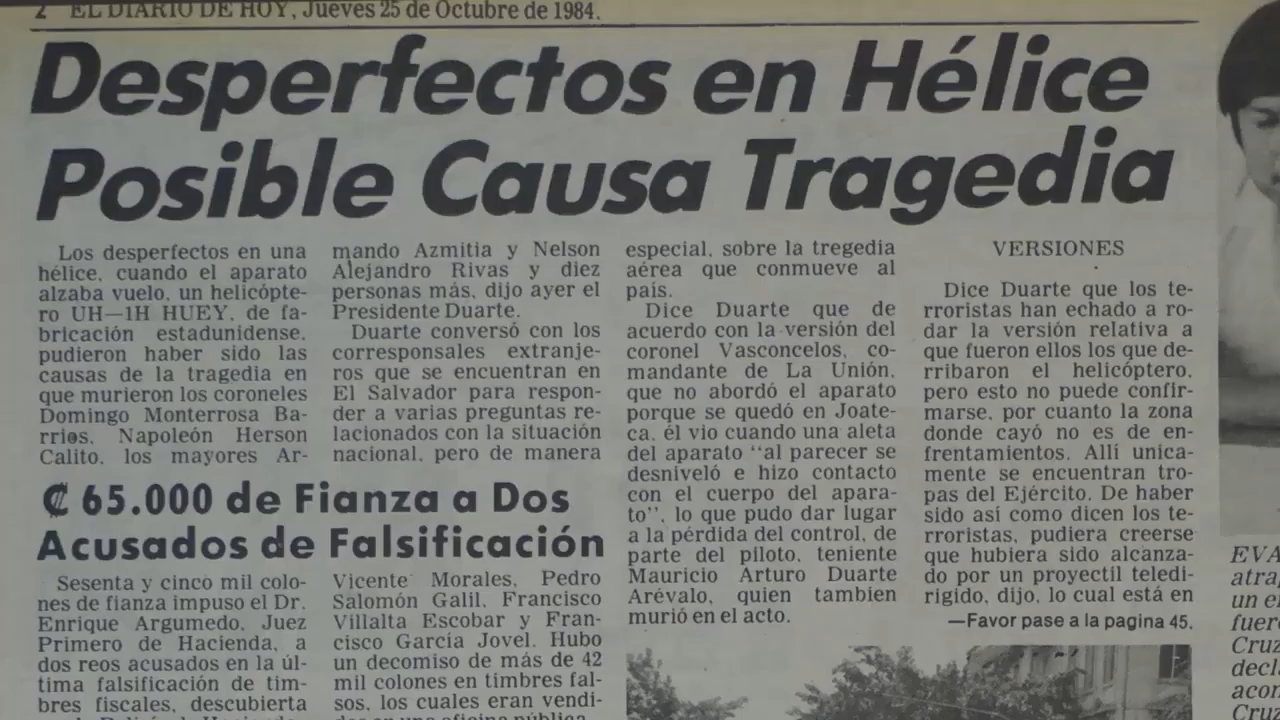 2 EL DIARIO DE HOY, Jueves 25 de Octubre de 1984.
Desperfectos en Hélice
Posible Causa Tragedia
Los desperfectos en una
hélice, cuando el aparato
alzaba vuelo, un helicópte-
ro UH—1H HUEY, de fa-
bricación estadunidense,
pudieron haber sido las
causas de la tragedia en
que murieron los coroneles
Domingo Monterrosa Ba-
rrios, Napoleón Herson
Calito, los mayores Ar-
mando Azmitia y Nelson
Alejandro Rivas y diez
personas más, dijo ayer el
Presidente Duarte.
Duarte conversó con los
corresponsales extranje-
ros que se encuentran en
El Salvador para respon-
der a varias preguntas re-
lacionados con la situación
nacional, pero de manera
especial, sobre la tregedia
aérea que conmueve al
país.
Dice Duarte que de
acuerdo con la versión del
coronel Vasconcelos, co-
mandante de La Unión,
que no abordó el aparato
porque se quedó en Joate-
ca, él vio cuando una aleta
del aparato “al parecer se
desniveló e hizo contacto
con el cuerpo del apara-
to”, lo que pudo dar lugar
a la pérdida del control, de
parte del piloto, teniente
Mauricio Arturo Duarte
Arévalo, quien tambien
murió en el acto.
VERSIONES
Dice Duarte que los te-
rroristas han echado a ro-
dar la versión relativa a
que fueron ellos los que de-
rribaron el helicóptero,
pero esto no puede confir-
marse, por cuanto la zona
donde cayó no es de en-
frentamientos. Allí unica-
mente se encuentran tro-
pas del Ejército. De haber
sido así como dicen los te-
rroristas, pudiera creerse
que hubiera sido alcanza-
do por un proyectil teledi-
rigido, dijo, lo cual está en
—Favor pase a la pagina 45.
₡ 65.000 de Fianza a Dos
Acusados de Falsificación
Sesenta y cinco mil colo-
nes de fianza impuso el Dr.
Enrique Argumedo, Juez
Primero de Hacienda, a
dos reos acusados en la úl-
tima falsificación de tim-
bres fiscales, descubierta
Vicente Morales, Pedro
Salomón Galil, Francisco
Villalta Escobar y Fran-
cisco García Jovel. Hubo
un decomiso de más de 42
mil colones en timbres fal-
sos, los cuales eran vendi-
dos en una oficina pública
EVA
atra
un e
fuer
Cruz
decl
acon
Cruz